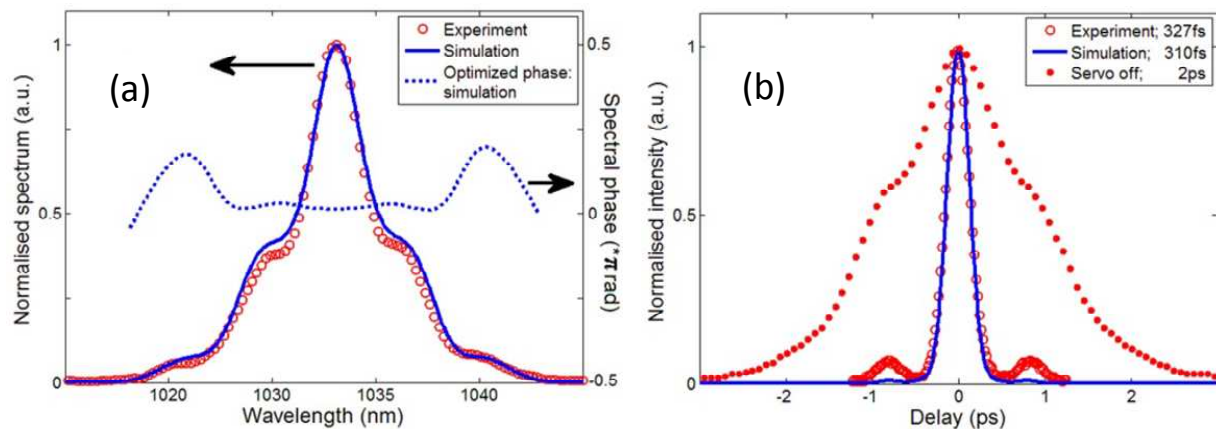 (a)
Experiment
Simulation
Optimized phase:
simulation
Normalised spectrum (a.u.)
1
0.5
0
1020
1030
1035
1040
Wavelength (nm)
0.5
0
-0.5
Spectral phase (*π rad)
(b)
Experiment; 327fs
Simulation; 310fs
Servo off; 2ps
Normalised intensity (a.u.)
1
0.5
0
-2
-1
0
1
2
Delay (ps)